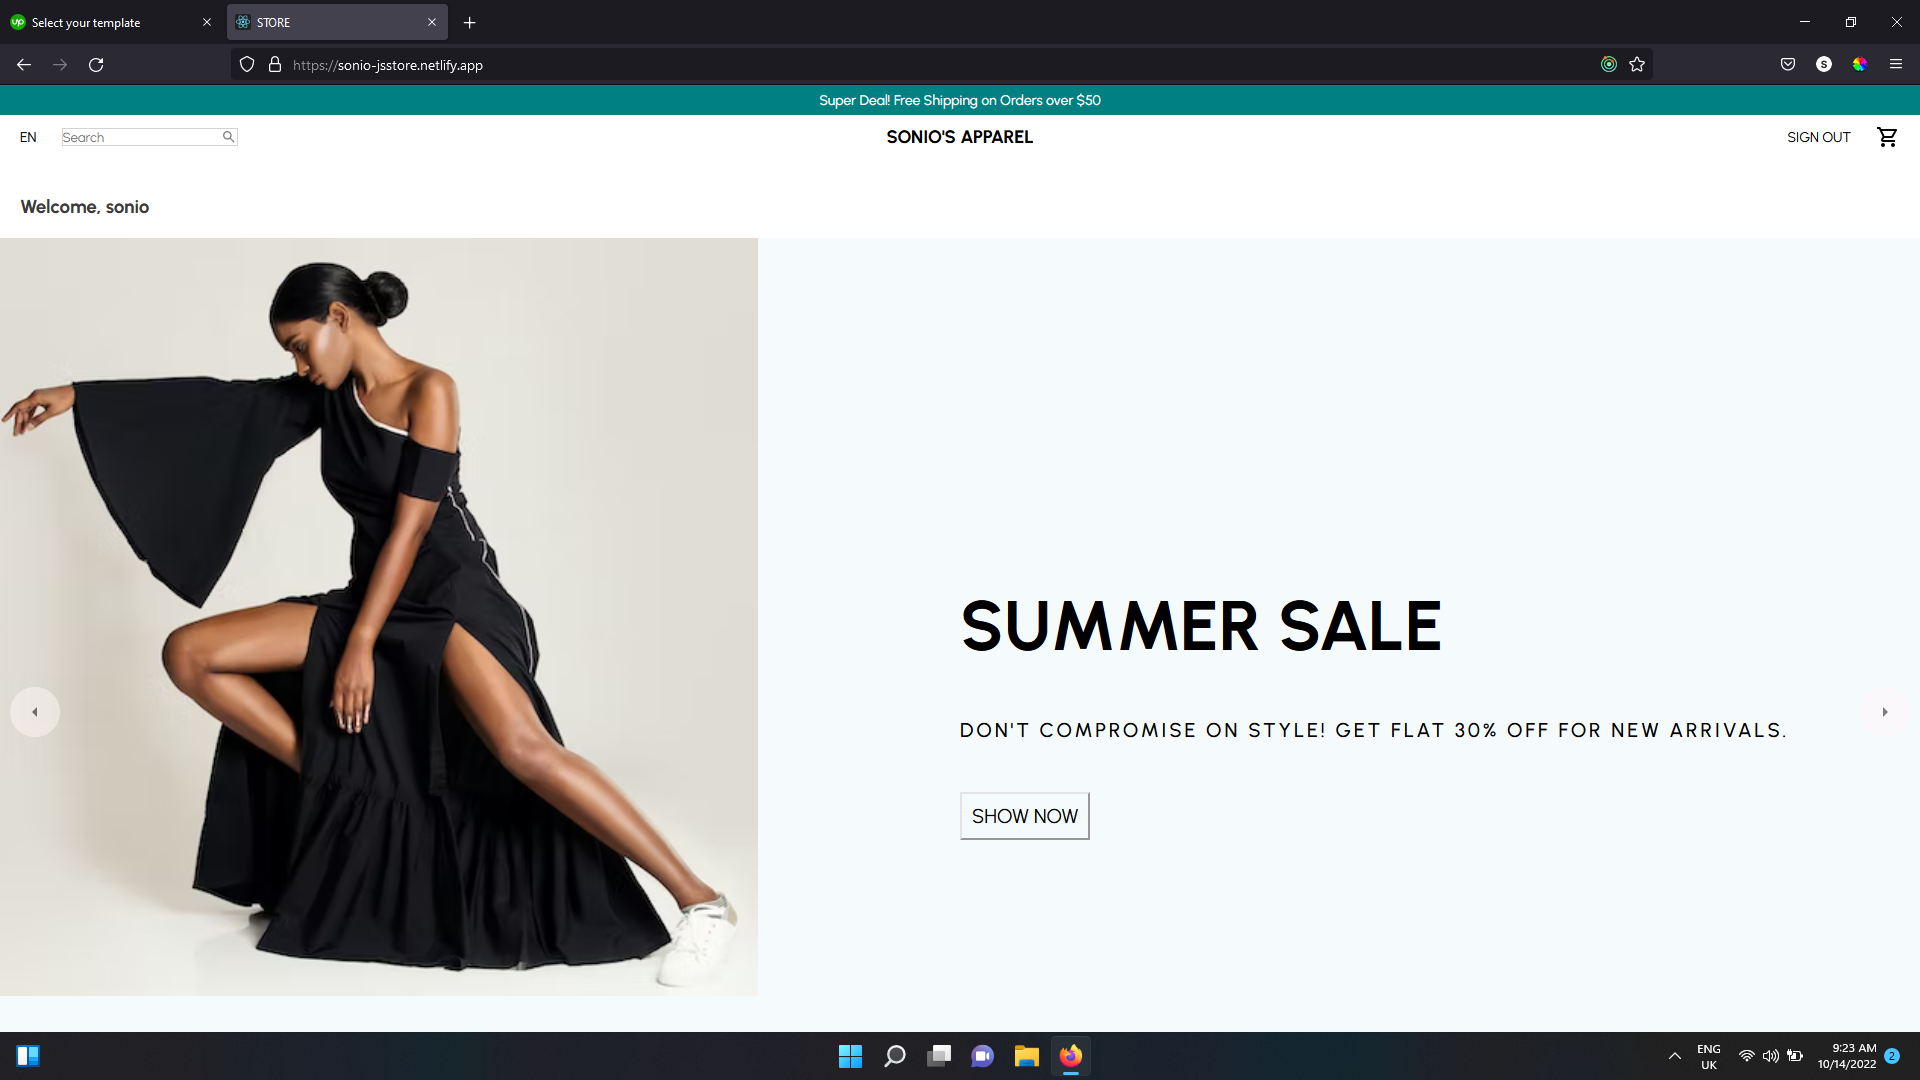 Select your template
STORE
https://sonio-jsstore.netlify.app
S
Super Deal! Free Shipping on Orders over $50
EN
Search
SONIO'S APPAREL
SIGN OUT
Welcome, sonio
SUMMER SALE
DON'T COMPROMISE ON STYLE! GET FLAT 30% OFF FOR NEW ARRIVALS.
SHOW NOW
ENG
UK
9:23 AM
10/14/2022
2